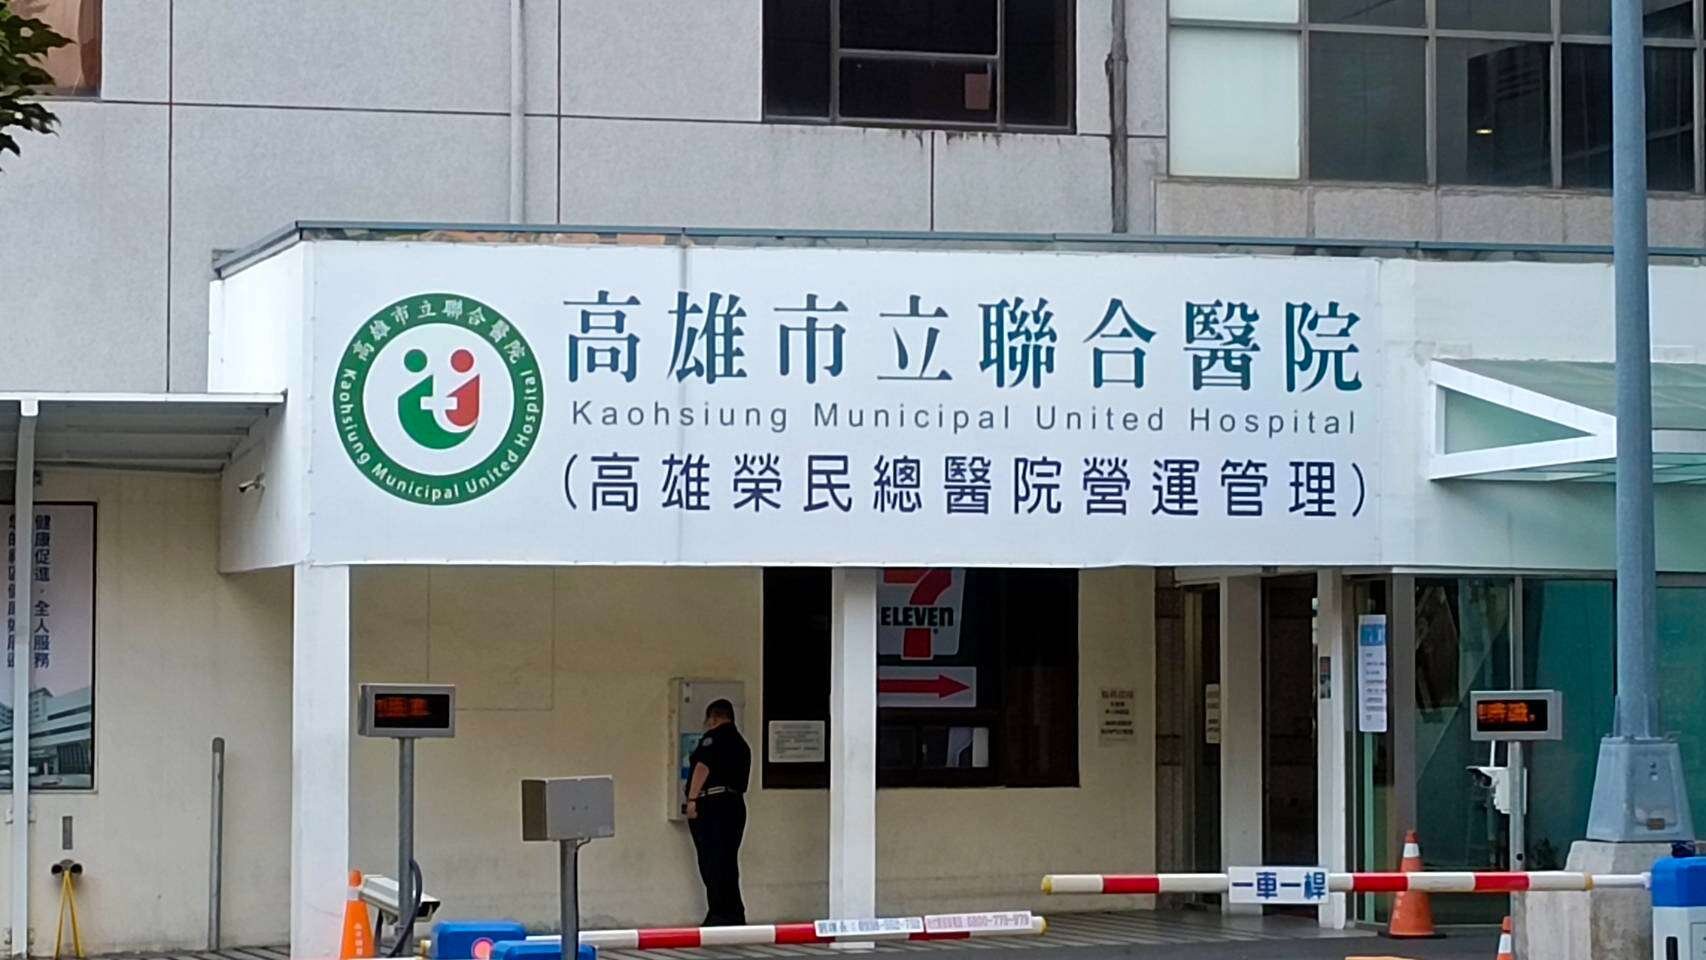 高雄市立聯合醫院
Kaohsiung Municipal United Hospital
高雄市立聯合醫院
Kaohsiung Municipal United Hospital
(高雄榮民總醫院營運管理)
健康促進，全人服務
ELEVEN
一車一桿